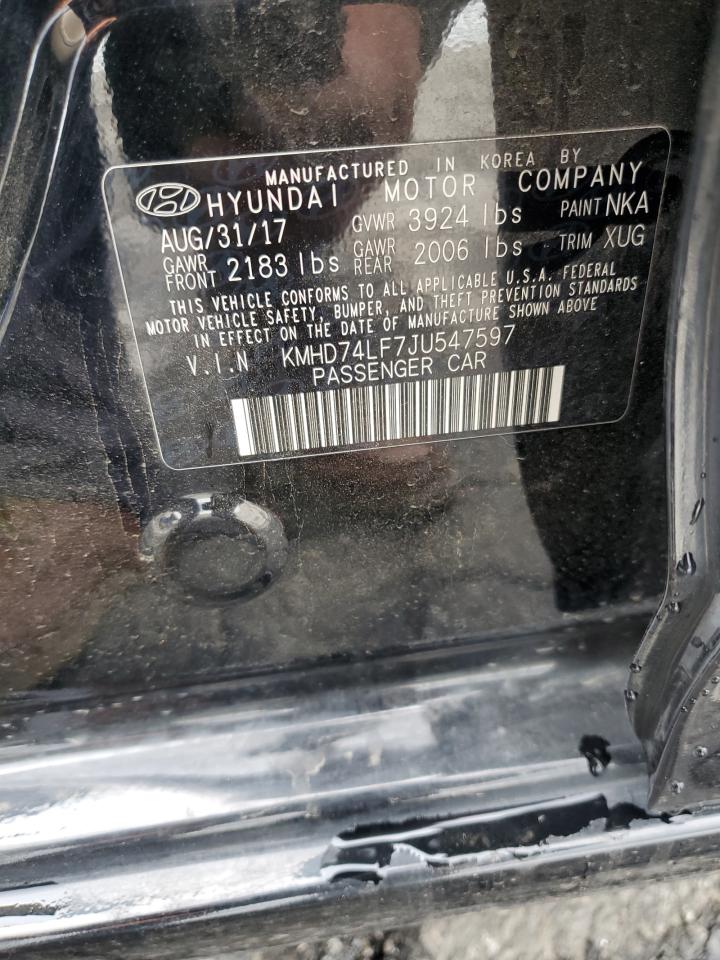 MANUFACTURED IN KOREA BY
HYUNDAI MOTOR COMPANY
AUG/31/17 GVWR 3924 lbs PAINT NKA
GAWR FRONT 2183 lbs GAWR REAR 2006 lbs TRIM XUG
THIS VEHICLE CONFORMS TO ALL APPLICABLE U.S.A. FEDERAL
MOTOR VEHICLE SAFETY, BUMPER, AND THEFT PREVENTION STANDARDS
IN EFFECT ON THE DATE OF MANUFACTURE SHOWN ABOVE
V.I.N KMHD74LF7JU547597
PASSENGER CAR